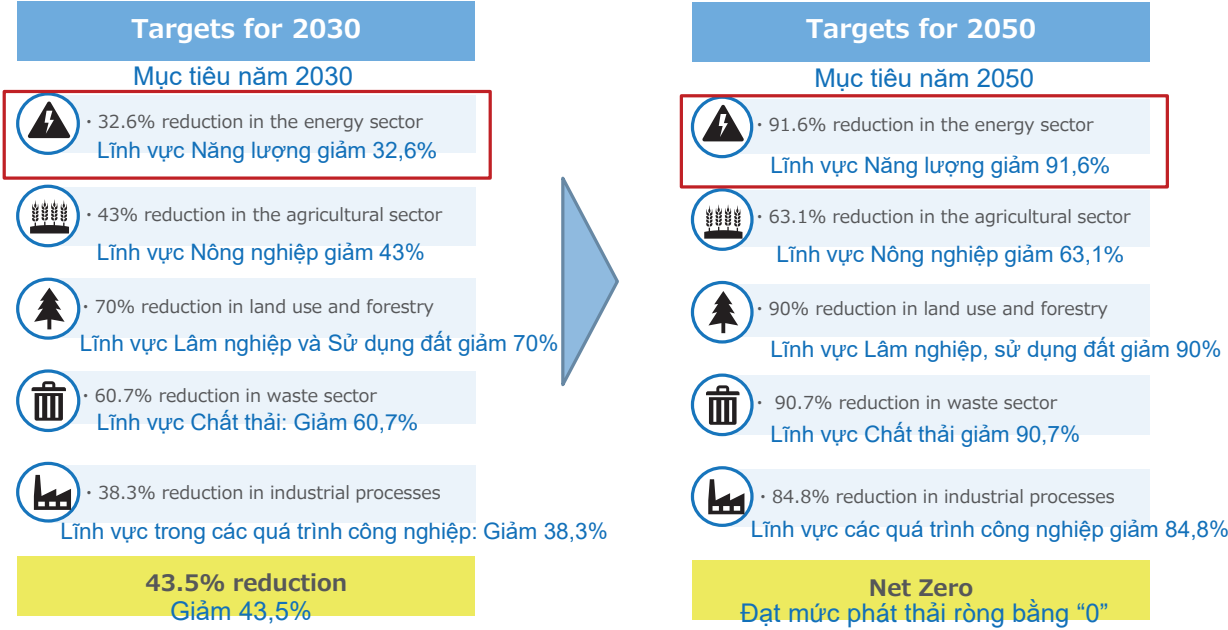 Targets for 2030
Mục tiêu năm 2030
・32.6% reduction in the energy sector
Lĩnh vực Năng lượng giảm 32,6%
・43% reduction in the agricultural sector
Lĩnh vực Nông nghiệp giảm 43%
・70% reduction in land use and forestry
Lĩnh vực Lâm nghiệp và Sử dụng đất giảm 70%
・60.7% reduction in waste sector
Lĩnh vực Chất thải: Giảm 60,7%
・38.3% reduction in industrial processes
Lĩnh vực trong các quá trình công nghiệp: Giảm 38,3%
43.5% reduction
Giảm 43,5%
Targets for 2050
Mục tiêu năm 2050
・91.6% reduction in the energy sector
Lĩnh vực Năng lượng giảm 91,6%
・63.1% reduction in the agricultural sector
Lĩnh vực Nông nghiệp giảm 63,1%
・90% reduction in land use and forestry
Lĩnh vực Lâm nghiệp, sử dụng đất giảm 90%
・ 90.7% reduction in waste sector
Lĩnh vực Chất thải giảm 90,7%
・84.8% reduction in industrial processes
Lĩnh vực các quá trình công nghiệp giảm 84,8%
Net Zero
Đạt mức phát thải ròng bằng “0”